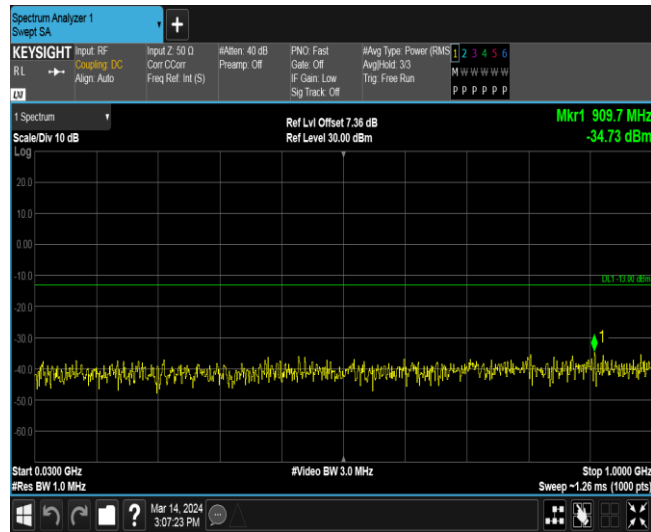 Spectrum Analyzer 1
Swept SA
+
KEYSIGHT
RL
LXI
Input: RF
Coupling: DC
Align: Auto
Input Z: 50 Ω
Corr CCorr
Freq Ref: Int (S)
#Atten: 40 dB
Preamp: Off
PNO: Fast
Gate: Off
IF Gain: Low
Sig Track: Off
#Avg Type: Power (RMS
Avg|Hold: 3/3
Trig: Free Run
1 2 3 4 5 6
M W W W W W
P P P P P P
1 Spectrum
Scale/Div 10 dB
Ref Lvl Offset 7.36 dB
Ref Level 30.00 dBm
Mkr1 909.7 MHz
-34.73 dBm
Log
20.0
10.0
0.00
-10.0
DL1 -13.00 dBm
-20.0
-30.0
1
-40.0
-50.0
-60.0
Start 0.0300 GHz
#Res BW 1.0 MHz
#Video BW 3.0 MHz
Stop 1.0000 GHz
Sweep ~1.26 ms (1000 pts)
?
Mar 14, 2024
3:07:23 PM